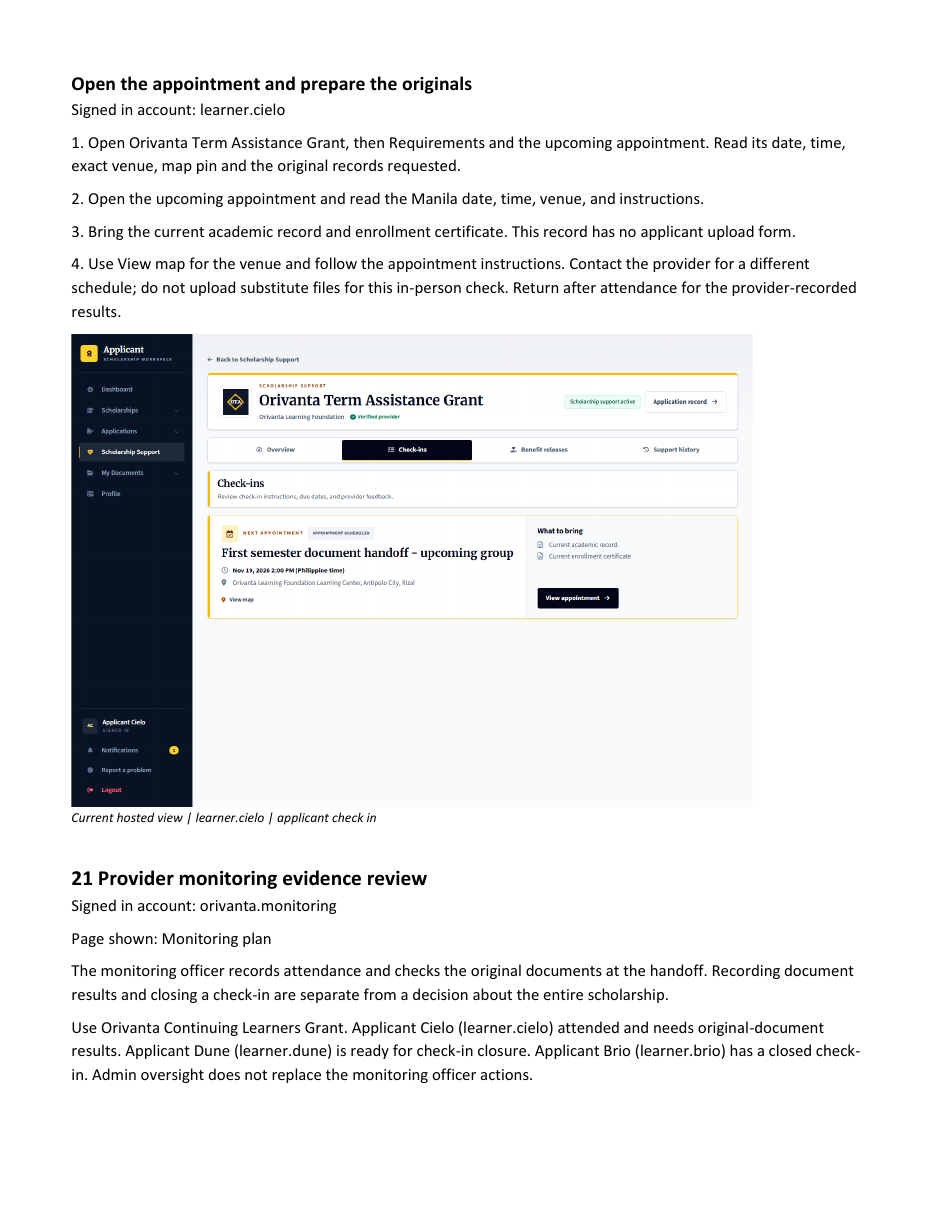 Open the appointment and prepare the originals
Signed in account: learner.cielo
1. Open Orivanta Term Assistance Grant, then Requirements and the upcoming appointment. Read its date, time,
exact venue, map pin and the original records requested.
2. Open the upcoming appointment and read the Manila date, time, venue, and instructions.
3. Bring the current academic record and enrollment certificate. This record has no applicant upload form.
4. Use View map for the venue and follow the appointment instructions. Contact the provider for a different
schedule; do not upload substitute files for this in-person check. Return after attendance for the provider-recorded
results.
Applicant
SCHOLARSHIP WORKSPACE
Dashboard
Scholarships
Applications
Scholarship Support
My Documents
Profile
Applicant Cielo
SIGNED IN
Notifications
Report a problem
Logout
← Back to Scholarship Support
SCHOLARSHIP SUPPORT
Orivanta Term Assistance Grant
Orivanta Learning Foundation Verified provider
Scholarship support active
Application record →
Overview
Check-ins
Benefit releases
Support history
Check-ins
Review check-in instructions, due dates, and provider feedback.
NEXT APPOINTMENT APPOINTMENT SCHEDULED
First semester document handoff - upcoming group
Nov 19, 2026 2:00 PM (Philippine time)
Orivanta Learning Foundation Learning Center, Antipolo City, Rizal
View map
What to bring
Current academic record
Current enrollment certificate
View appointment →
Current hosted view | learner.cielo | applicant check in
21 Provider monitoring evidence review
Signed in account: orivanta.monitoring
Page shown: Monitoring plan
The monitoring officer records attendance and checks the original documents at the handoff. Recording document
results and closing a check-in are separate from a decision about the entire scholarship.
Use Orivanta Continuing Learners Grant. Applicant Cielo (learner.cielo) attended and needs original-document
results. Applicant Dune (learner.dune) is ready for check-in closure. Applicant Brio (learner.brio) has a closed check-
in. Admin oversight does not replace the monitoring officer actions.